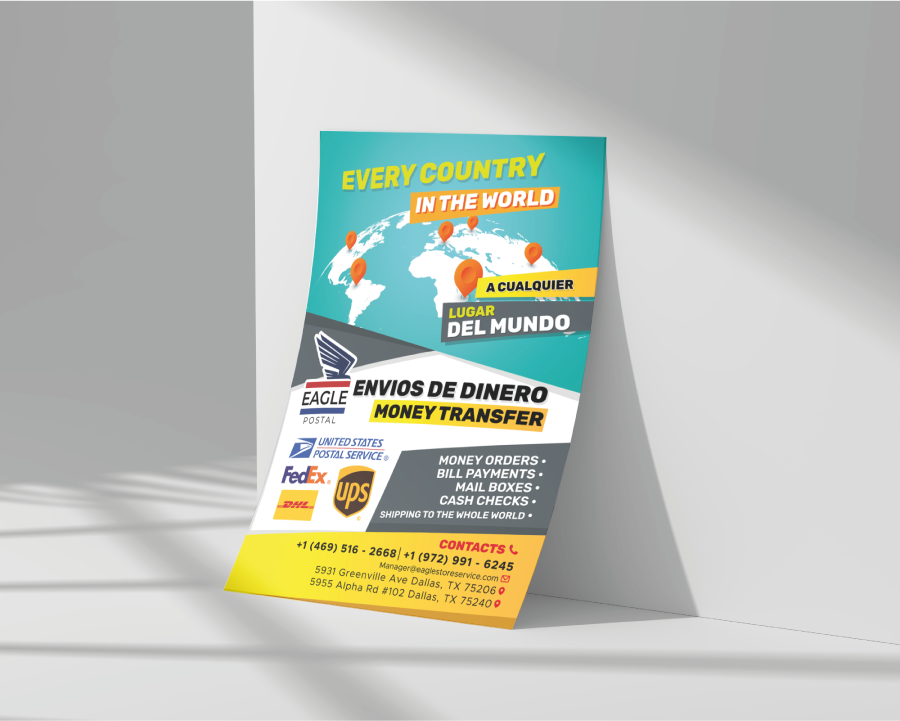 EVERY COUNTRY
IN THE WORLD
A CUALQUIER
LUGAR
DEL MUNDO
EAGLE
POSTAL
ENVIOS DE DINERO
MONEY TRANSFER
UNITED STATES
POSTAL SERVICE®
FedEx®
ups
DHL
MONEY ORDERS •
BILL PAYMENTS •
MAIL BOXES •
CASH CHECKS •
SHIPPING TO THE WHOLE WORLD •
CONTACTS
+1 (469) 516 - 2668 | +1 (972) 991 - 6245
Manager@eaglestoreservice.com
5931 Greenville Ave Dallas, TX 75206
5955 Alpha Rd #102 Dallas, TX 75240